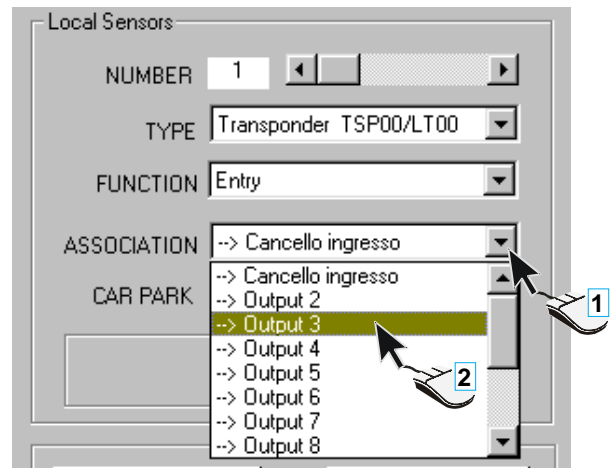 Local Sensors
NUMBER 1
TYPE Transponder TSP00/LT00
FUNCTION Entry
ASSOCIATION --> Cancello ingresso
CAR PARK
--> Cancello ingresso
--> Output 2
--> Output 3
--> Output 4
--> Output 5
--> Output 6
--> Output 7
--> Output 8
1
2